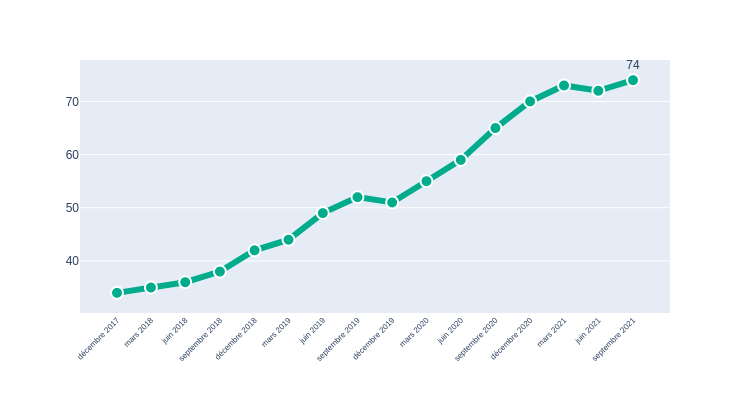 74
70
60
50
40
décembre 2017
mars 2018
juin 2018
septembre 2018
décembre 2018
mars 2019
juin 2019
septembre 2019
décembre 2019
mars 2020
juin 2020
septembre 2020
décembre 2020
mars 2021
juin 2021
septembre 2021